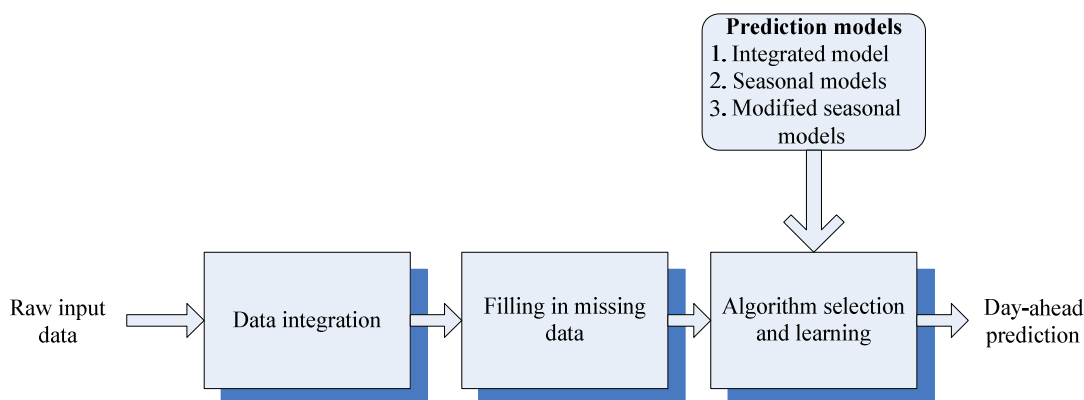 Prediction models
1. Integrated model
2. Seasonal models
3. Modified seasonal
models
Raw input
data
Data integration
Filling in missing
data
Algorithm selection
and learning
Day-ahead
prediction